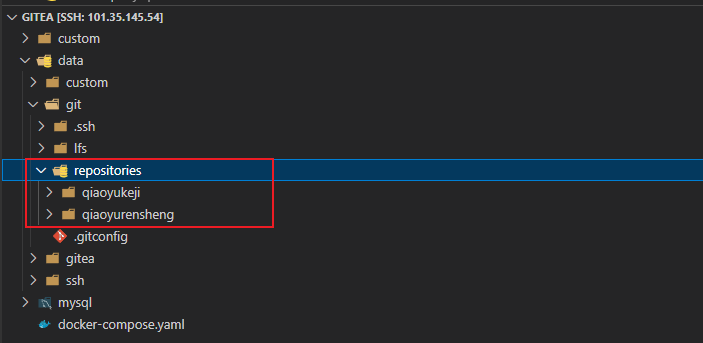 GITEA [SSH: 101.35.145.54]
custom
data
custom
git
.ssh
lfs
repositories
qiaoyukeji
qiaoyurensheng
.gitconfig
gitea
ssh
mysql
docker-compose.yaml